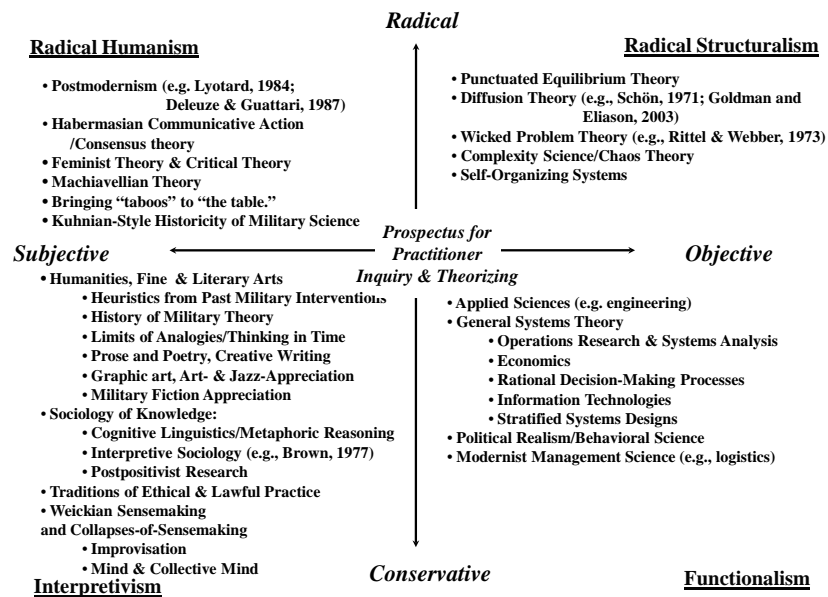 Radical
Radical Humanism
• Postmodernism (e.g. Lyotard, 1984;
Deleuze & Guattari, 1987)
• Habermasian Communicative Action
/Consensus theory
• Feminist Theory & Critical Theory
• Machiavellian Theory
• Bringing “taboos” to “the table.”
• Kuhnian-Style Historicity of Military Science
Radical Structuralism
• Punctuated Equilibrium Theory
• Diffusion Theory (e.g., Schön, 1971; Goldman and
Eliason, 2003)
• Wicked Problem Theory (e.g., Rittel & Webber, 1973)
• Complexity Science/Chaos Theory
• Self-Organizing Systems
Subjective
Prospectus for
Practitioner
Inquiry & Theorizing
Objective
• Humanities, Fine & Literary Arts
• Heuristics from Past Military Interventions
• History of Military Theory
• Limits of Analogies/Thinking in Time
• Prose and Poetry, Creative Writing
• Graphic art, Art- & Jazz-Appreciation
• Military Fiction Appreciation
• Sociology of Knowledge:
• Cognitive Linguistics/Metaphoric Reasoning
• Interpretive Sociology (e.g., Brown, 1977)
• Postpositivist Research
• Traditions of Ethical & Lawful Practice
• Weickian Sensemaking
and Collapses-of-Sensemaking
• Improvisation
• Mind & Collective Mind
Interpretivism
• Applied Sciences (e.g. engineering)
• General Systems Theory
• Operations Research & Systems Analysis
• Economics
• Rational Decision-Making Processes
• Information Technologies
• Stratified Systems Designs
• Political Realism/Behavioral Science
• Modernist Management Science (e.g., logistics)
Conservative
Functionalism